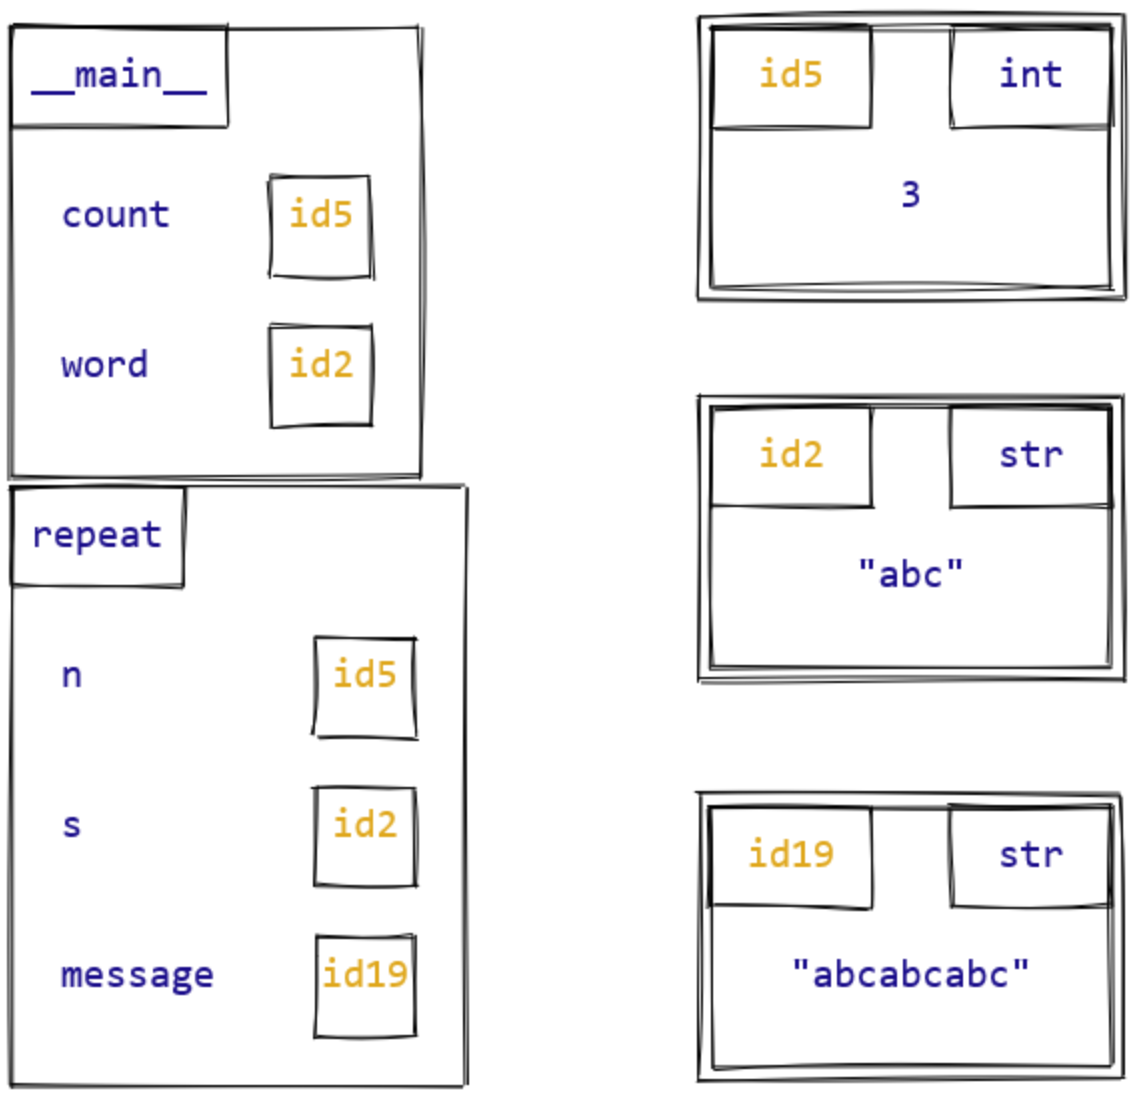 __main__
count id5
word id2
repeat
n id5
s id2
message id19
id5 int
3
id2 str
"abc"
id19 str
"abcabcabc"